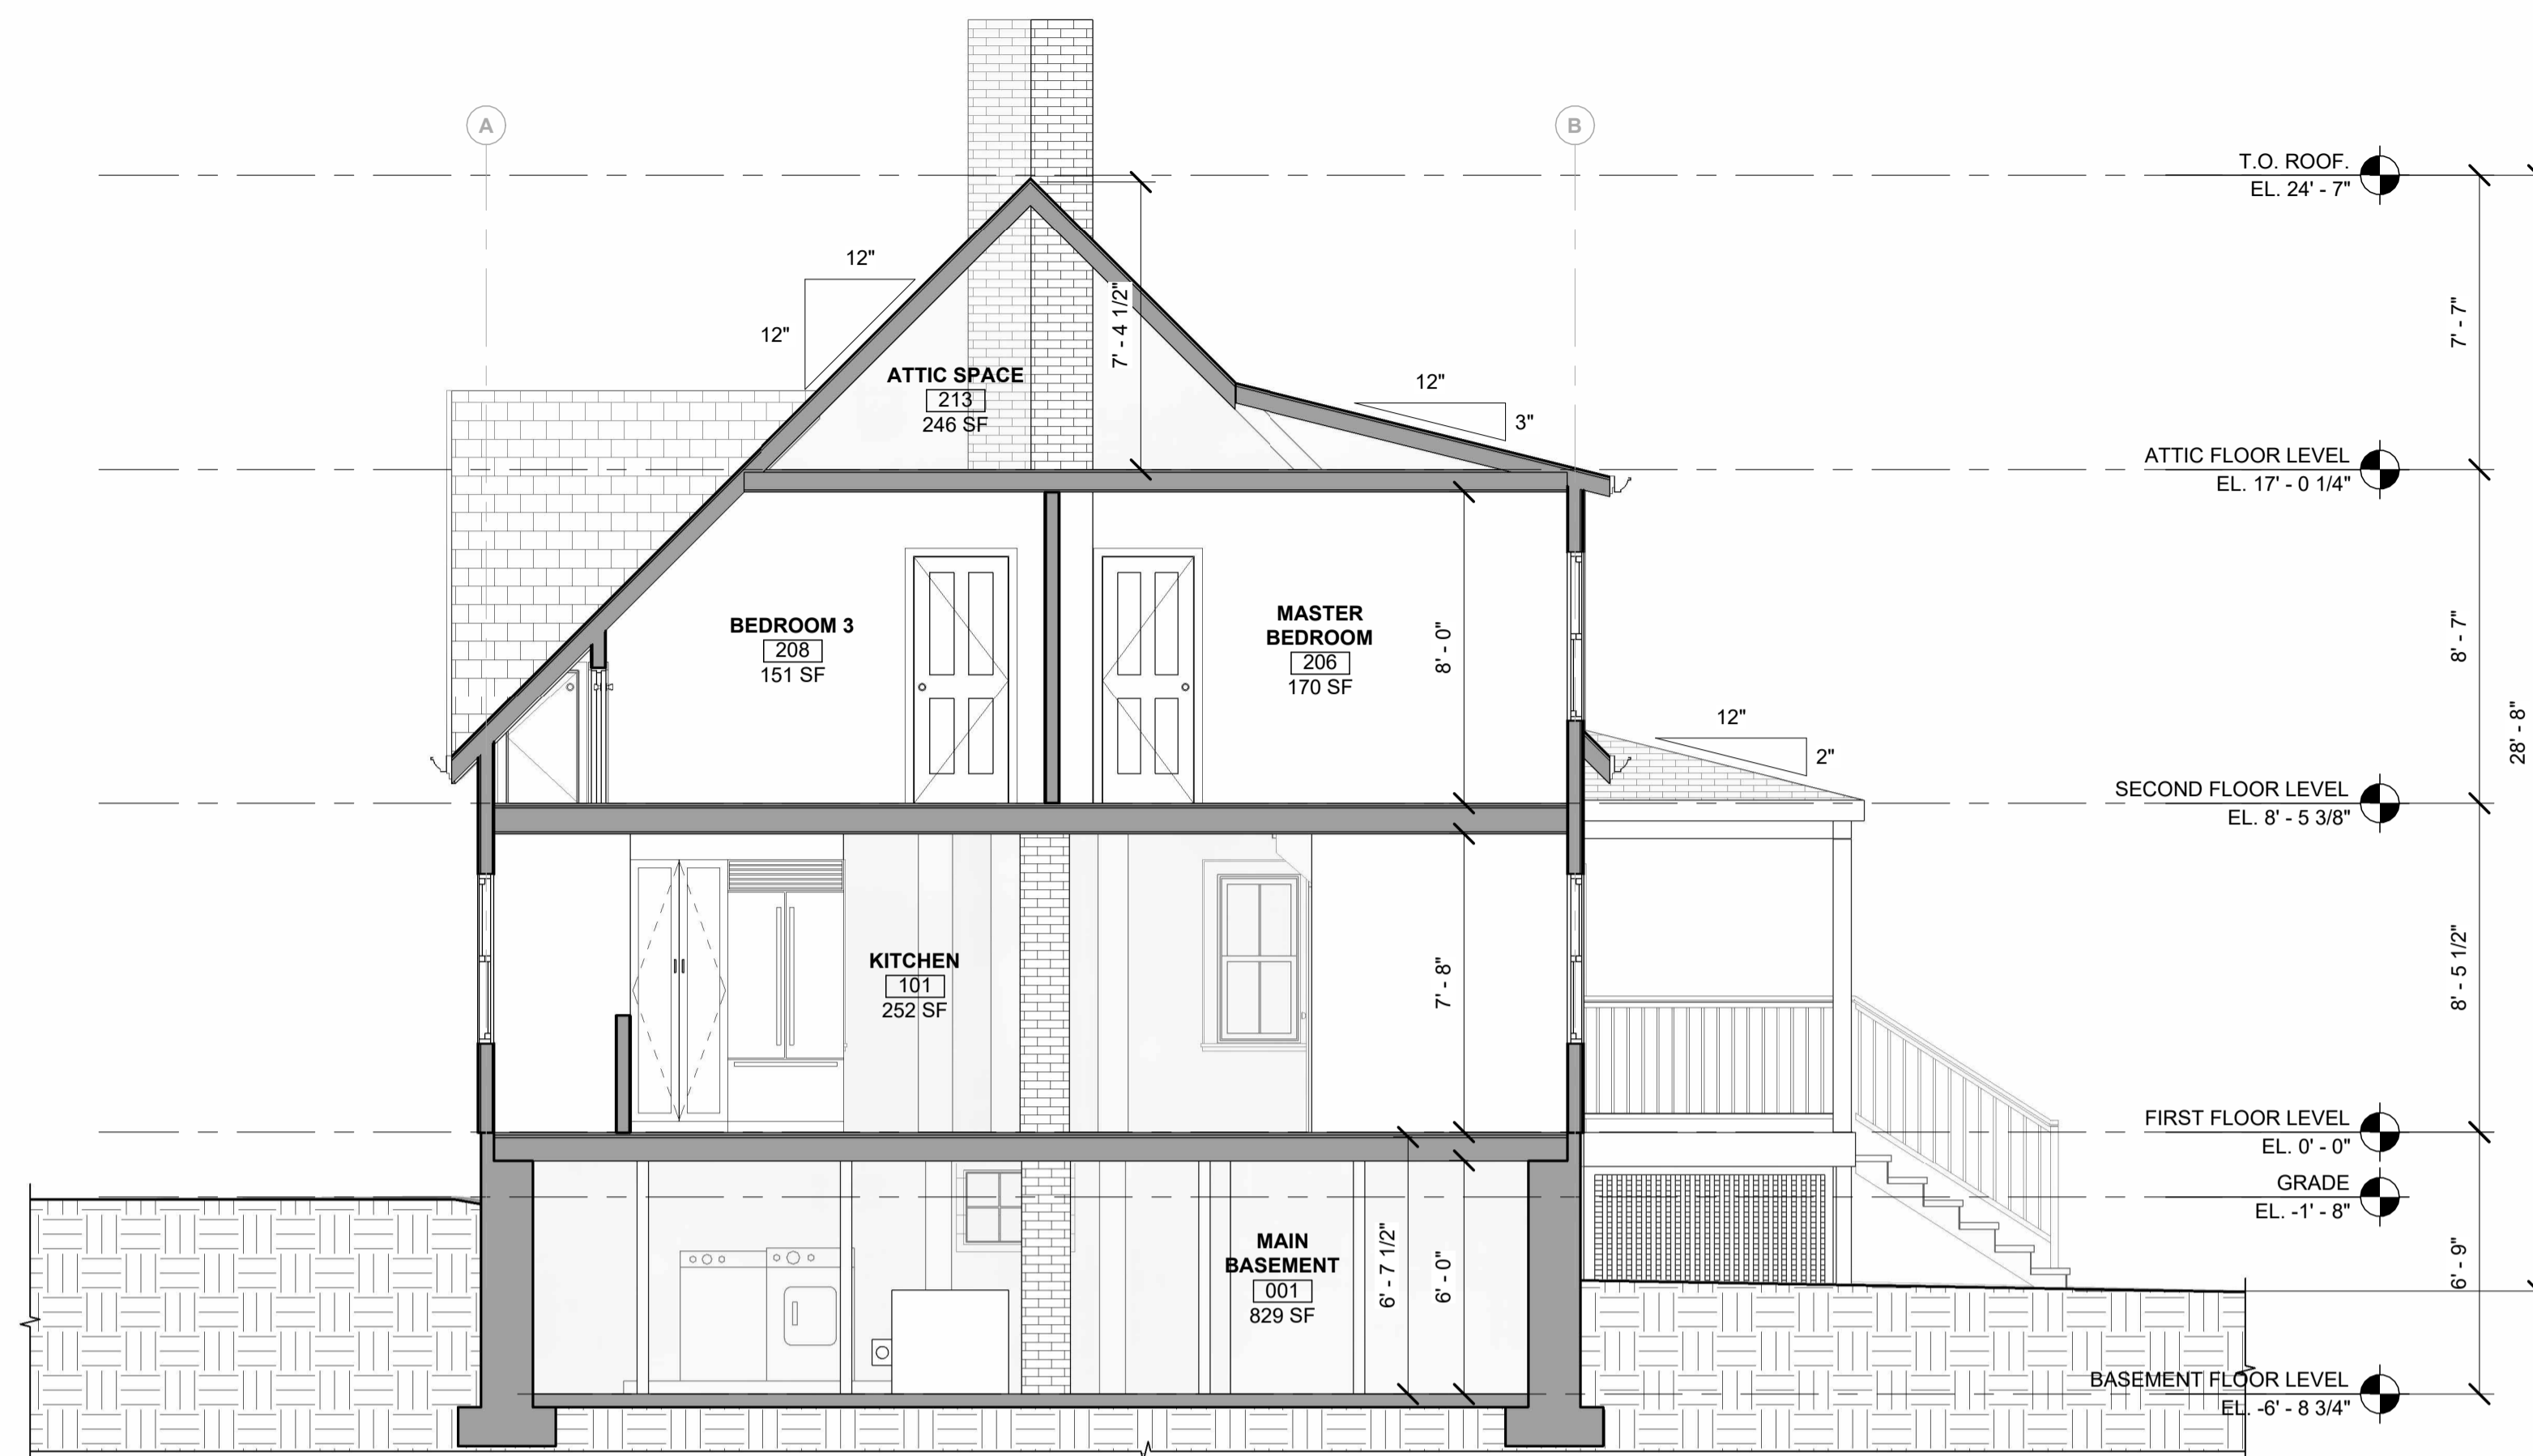 A
B
T.O. ROOF.
EL. 24' - 7"
12"
12"
7' - 4 1/2"
7' - 7"
ATTIC SPACE
213
246 SF
12"
3"
ATTIC FLOOR LEVEL
EL. 17' - 0 1/4"
BEDROOM 3
208
151 SF
MASTER
BEDROOM
206
170 SF
8' - 0"
8' - 7"
12"
2"
28' - 8"
SECOND FLOOR LEVEL
EL. 8' - 5 3/8"
KITCHEN
101
252 SF
7' - 8"
8' - 5 1/2"
FIRST FLOOR LEVEL
EL. 0' - 0"
GRADE
EL. -1' - 8"
MAIN
BASEMENT
001
829 SF
6' - 7 1/2"
6' - 0"
6' - 9"
BASEMENT FLOOR LEVEL
EL. -6' - 8 3/4"